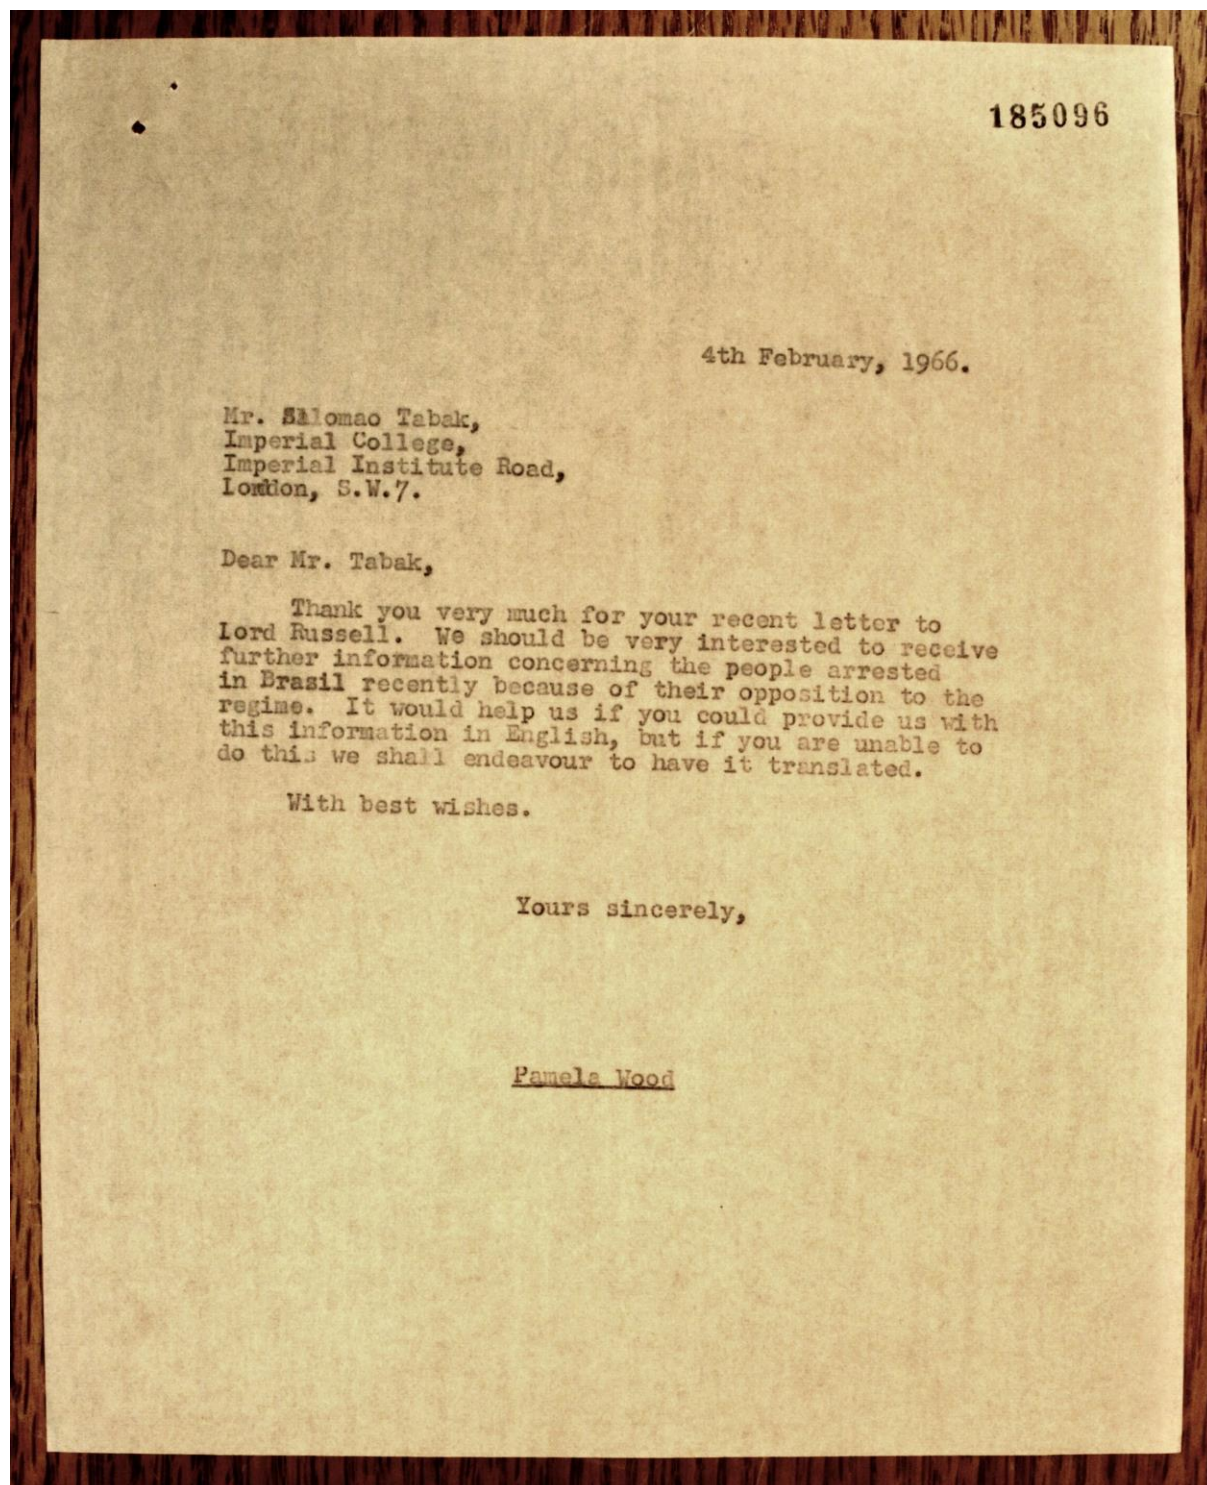 185096
4th February, 1966.
Mr. Salomao Tabak,
Imperial College,
Imperial Institute Road,
London, S.W.7.
Dear Mr. Tabak,
Thank you very much for your recent letter to
Lord Russell. We should be very interested to receive
further information concerning the people arrested
in Brasil recently because of their opposition to the
regime. It would help us if you could provide us with
this information in English, but if you are unable to
do this we shall endeavour to have it translated.
With best wishes.
Yours sincerely,
Pamela Wood